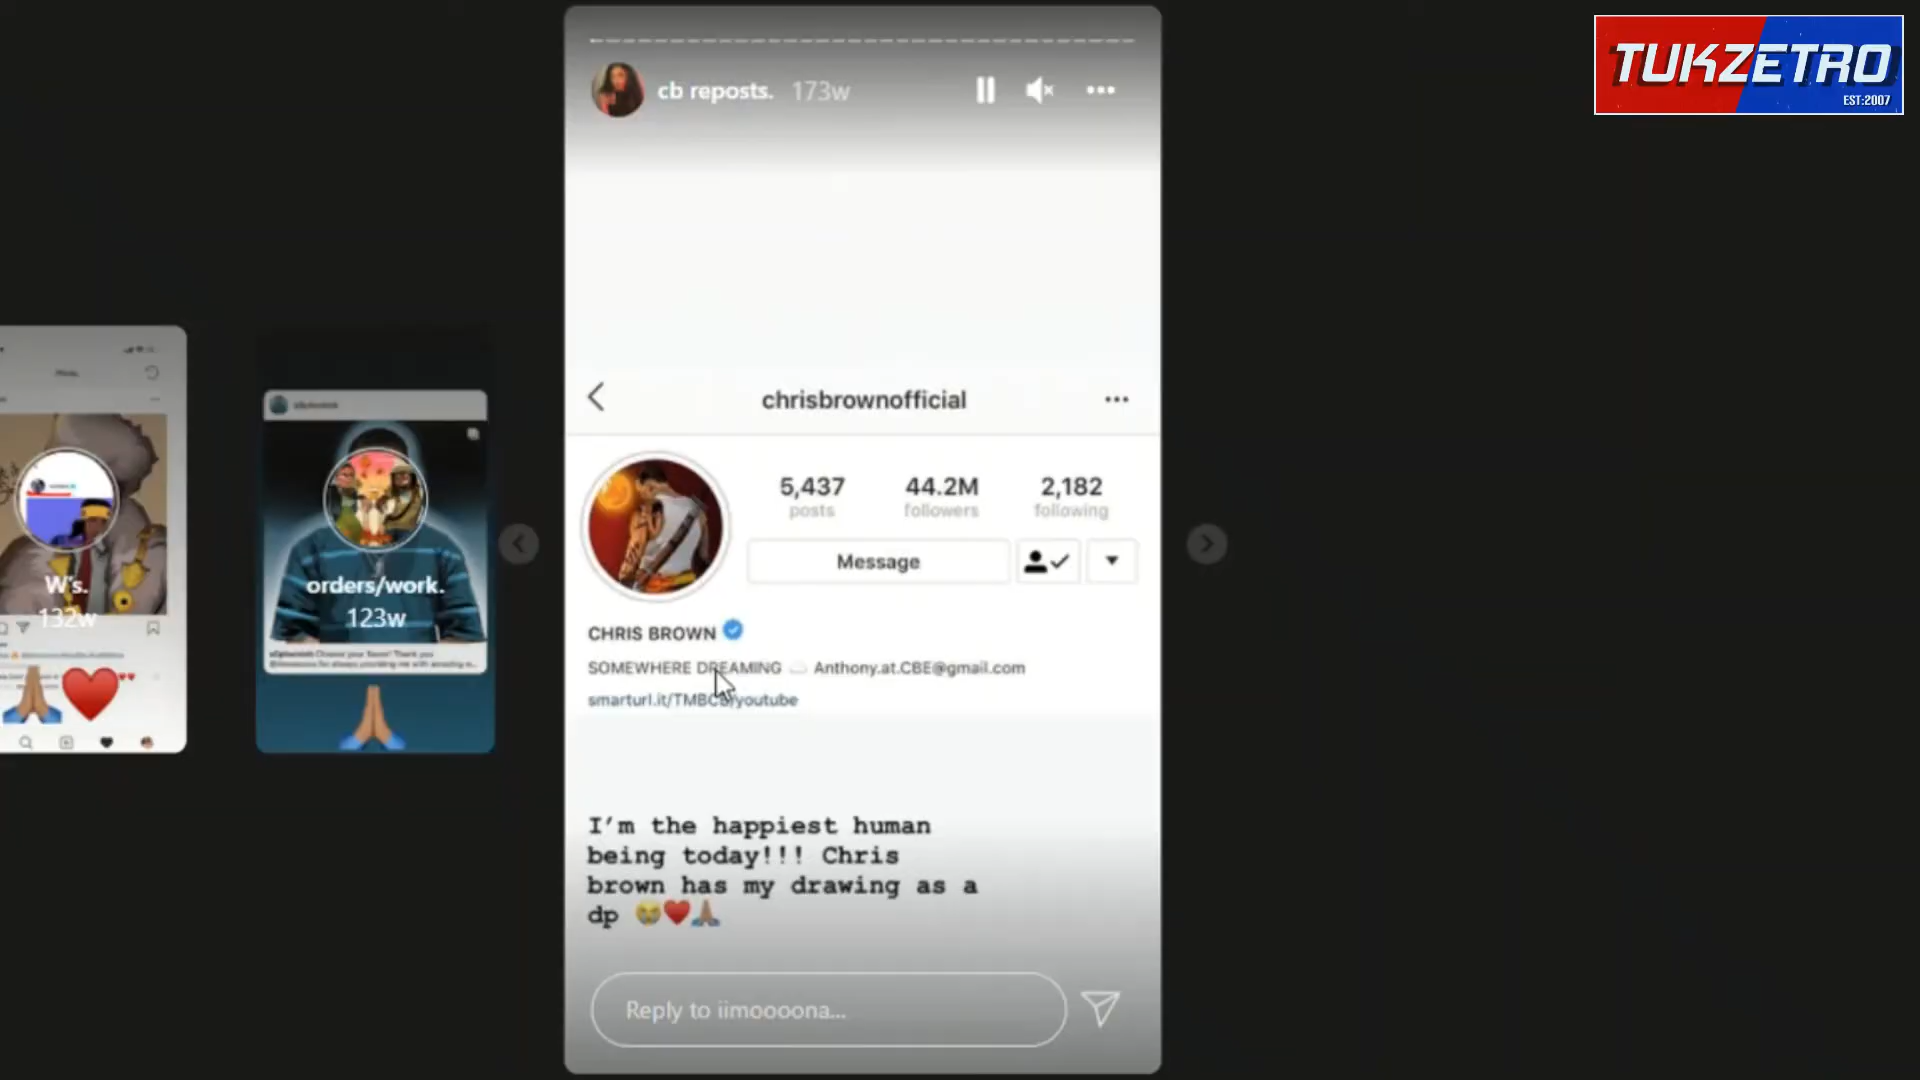 TUKZETRO
EST:2007
cb reposts. 173w
chrisbrownofficial
5,437 44.2M 2,182
posts followers following
Message
CHRIS BROWN
SOMEWHERE DREAMING Anthony.at.CBE@gmail.com
smarturl.it/TMBCB/youtube
I'm the happiest human
being today!!! Chris
brown has my drawing as a
dp 😭❤️🙏🏽
Reply to iimoooona...
W's.
132w
orders/work.
123w